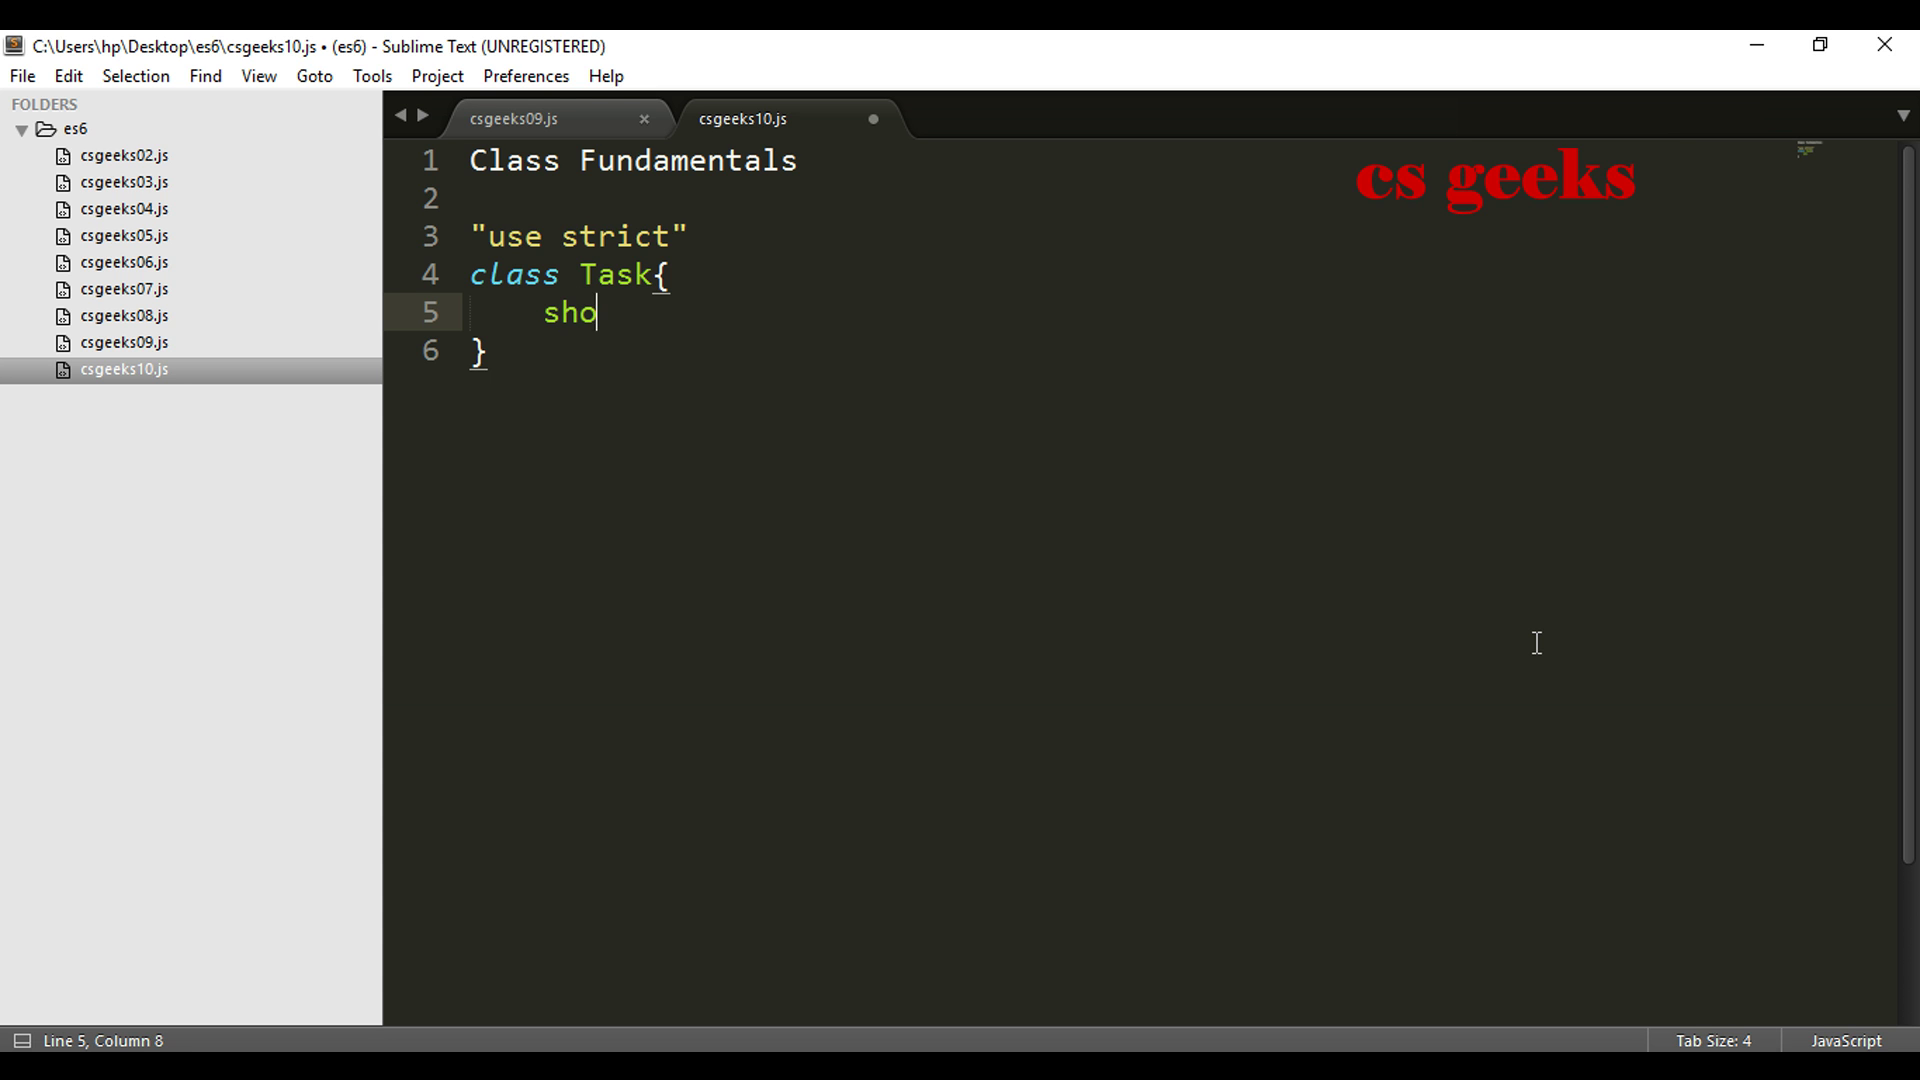 C:\Users\hp\Desktop\es6\csgeeks10.js • (es6) - Sublime Text (UNREGISTERED)
File Edit Selection Find View Goto Tools Project Preferences Help
FOLDERS
es6
csgeeks02.js
csgeeks03.js
csgeeks04.js
csgeeks05.js
csgeeks06.js
csgeeks07.js
csgeeks08.js
csgeeks09.js
csgeeks10.js
csgeeks09.js csgeeks10.js
1 Class Fundamentals
2
3 "use strict"
4 class Task{
5 sho
6 }
cs geeks
Line 5, Column 8 Tab Size: 4 JavaScript